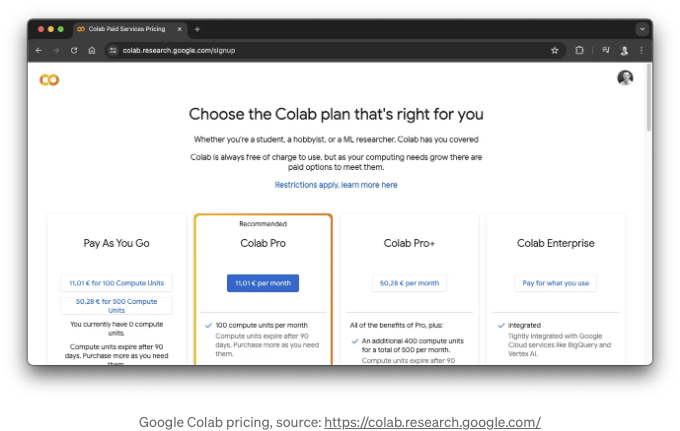 Colab Paid Services Pricing
colab.research.google.com/signup
CO
Choose the Colab plan that's right for you
Whether you're a student, a hobbyist, or a ML researcher, Colab has you covered
Colab is always free of charge to use, but as your computing needs grow there are
paid options to meet them.
Restrictions apply, learn more here
Pay As You Go
11,01 € for 100 Compute Units
50,28 € for 500 Compute
Units
You currently have 0 compute
units.
Compute units expire after 90
days. Purchase more as you need
them.
Recommended
Colab Pro
11,01 € per month
100 compute units per month
Compute units expire after 90
days. Purchase more as you need
them.
Colab Pro+
50,28 € per month
All of the benefits of Pro, plus:
An additional 400 compute units
for a total of 500 per month.
Compute units expire after 90
Colab Enterprise
Pay for what you use
Integrated
Tightly integrated with Google
Cloud services like BigQuery and
Vertex AI.
Google Colab pricing, source: https://colab.research.google.com/